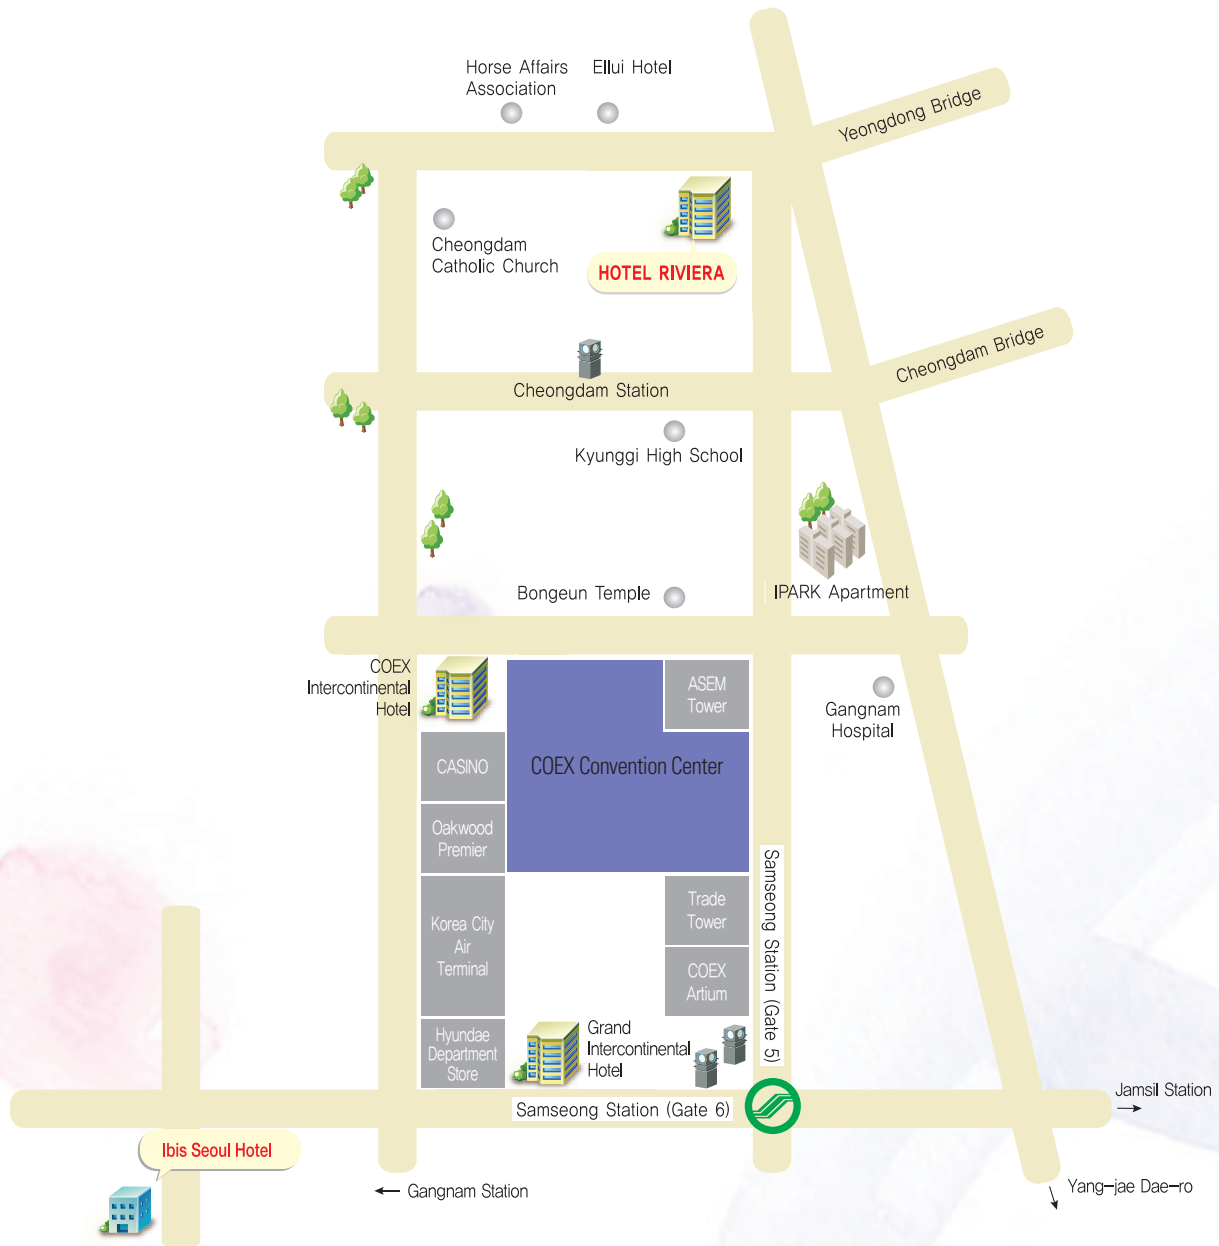 Horse Affairs
Association
Ellui Hotel
Yeongdong Bridge
Cheongdam
Catholic Church
HOTEL RIVIERA
Cheongdam Bridge
Cheongdam Station
Kyunggi High School
Bongeun Temple
IPARK Apartment
COEX
Intercontinental
Hotel
ASEM
Tower
Gangnam
Hospital
CASINO
COEX Convention Center
Oakwood
Premier
Korea City
Air
Terminal
Trade
Tower
COEX
Artium
Samseong Station (Gate 5)
Hyundae
Department
Store
Grand
Intercontinental
Hotel
Samseong Station (Gate 6)
Jamsil Station
Ibis Seoul Hotel
Gangnam Station
Yang-jae Dae-ro